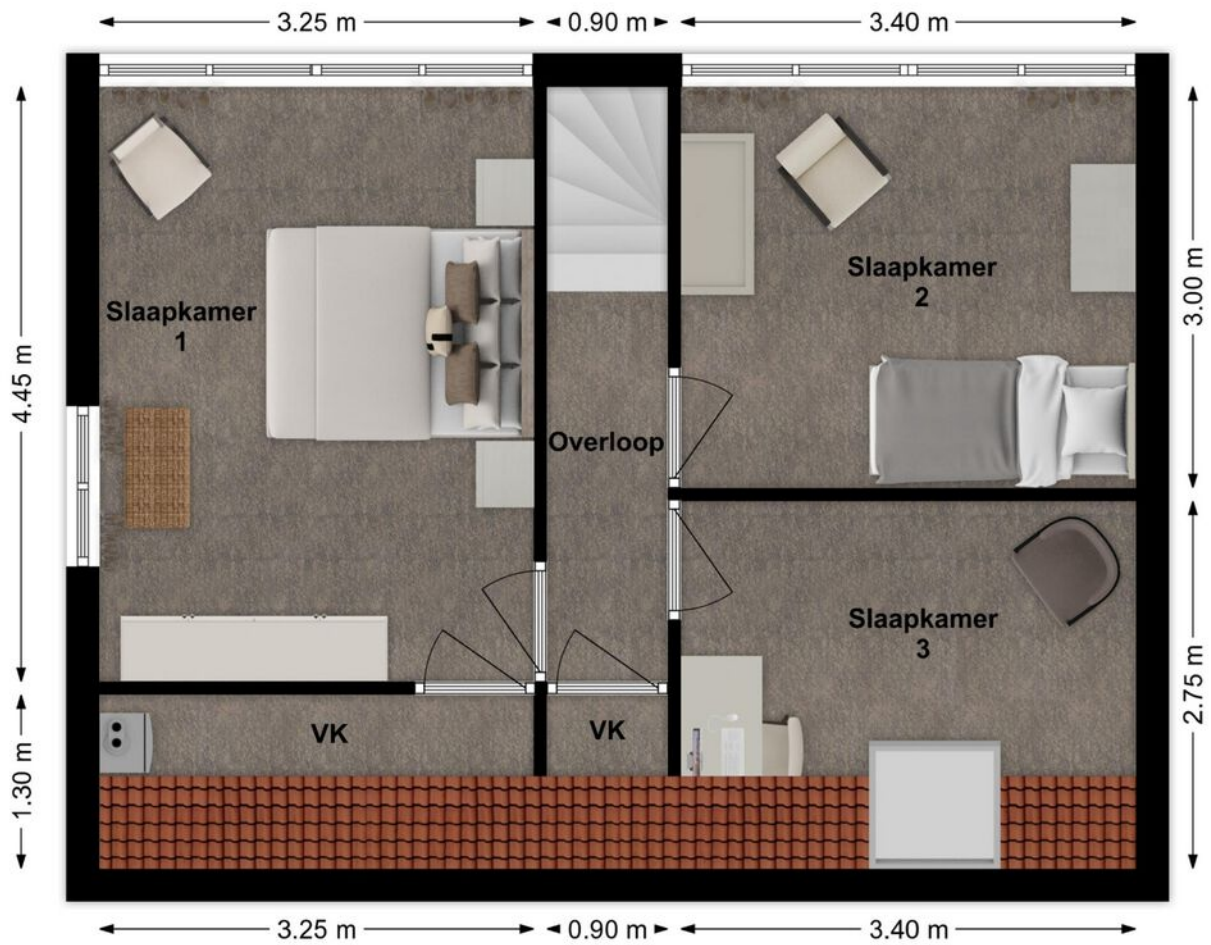 3.25 m
0.90 m
3.40 m
4.45 m
3.00 m
Slaapkamer
1
Slaapkamer
2
Overloop
Slaapkamer
3
2.75 m
1.30 m
VK
VK
3.25 m
0.90 m
3.40 m